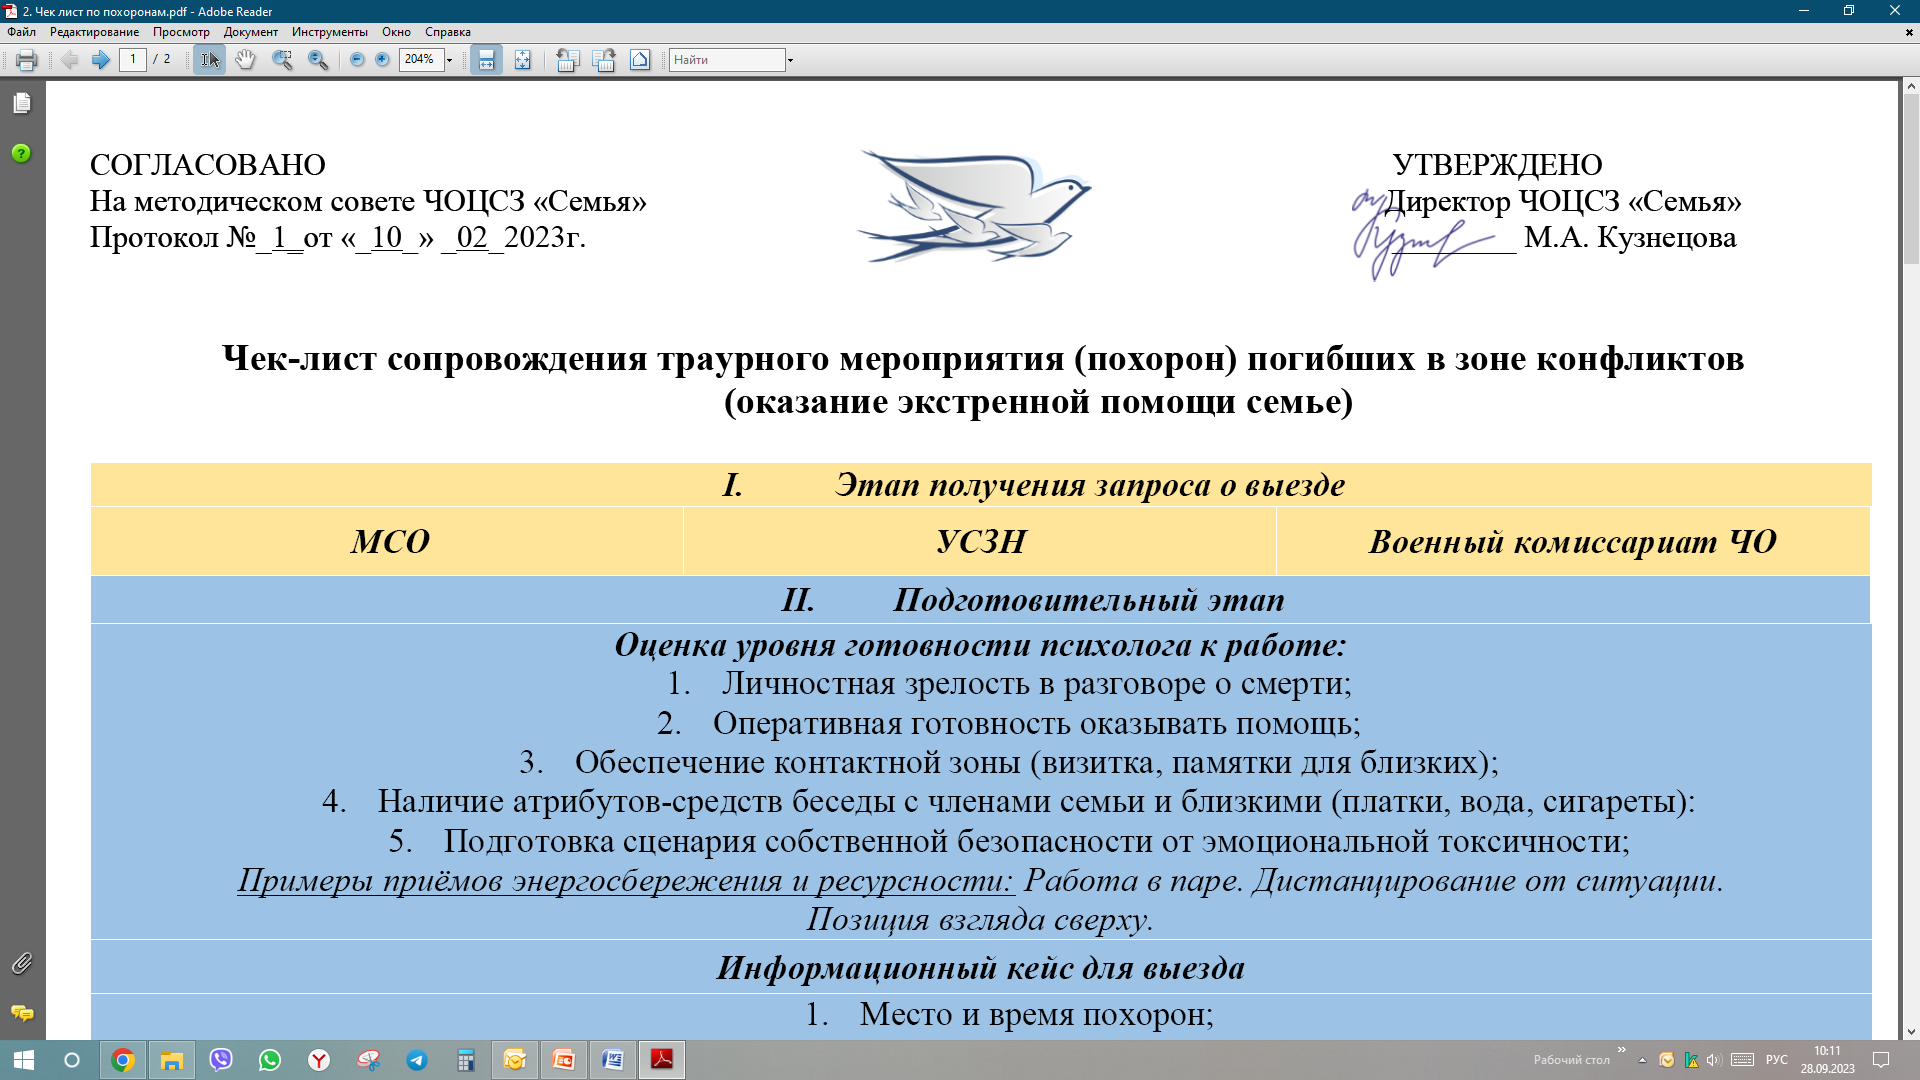 2. Чек лист по похоронам.pdf - Adobe Reader
Файл Редактирование Просмотр Документ Инструменты Окно Справка
1 / 2 204% Найти
СОГЛАСОВАНО
На методическом совете ЧОЦСЗ «Семья»
Протокол №_1_от «_10_» _02_2023г.
УТВЕРЖДЕНО
Директор ЧОЦСЗ «Семья»
________ М.А. Кузнецова
Чек-лист сопровождения траурного мероприятия (похорон) погибших в зоне конфликтов
(оказание экстренной помощи семье)
I. Этап получения запроса о выезде
МСО УСЗН Военный комиссариат ЧО
II. Подготовительный этап
Оценка уровня готовности психолога к работе:
1. Личностная зрелость в разговоре о смерти;
2. Оперативная готовность оказывать помощь;
3. Обеспечение контактной зоны (визитка, памятки для близких);
4. Наличие атрибутов-средств беседы с членами семьи и близкими (платки, вода, сигареты):
5. Подготовка сценария собственной безопасности от эмоциональной токсичности;
Примеры приёмов энергосбережения и ресурсности: Работа в паре. Дистанцирование от ситуации.
Позиция взгляда сверху.
Информационный кейс для выезда
1. Место и время похорон;
Рабочий стол » РУС 10:11
28.09.2023